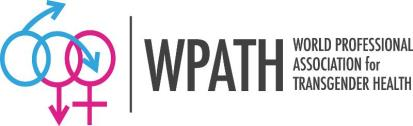 WPATH
WORLD PROFESSIONAL
ASSOCIATION for
TRANSGENDER HEALTH